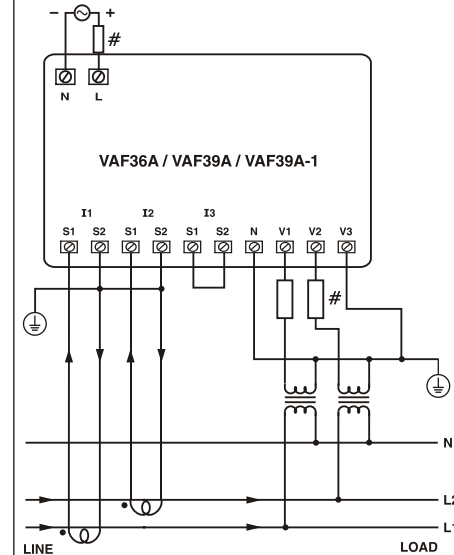 − +
#
N L
VAF36A / VAF39A / VAF39A-1
I1 I2 I3
S1 S2 S1 S2 S1 S2 N V1 V2 V3
#
N
L2
L1
LINE LOAD